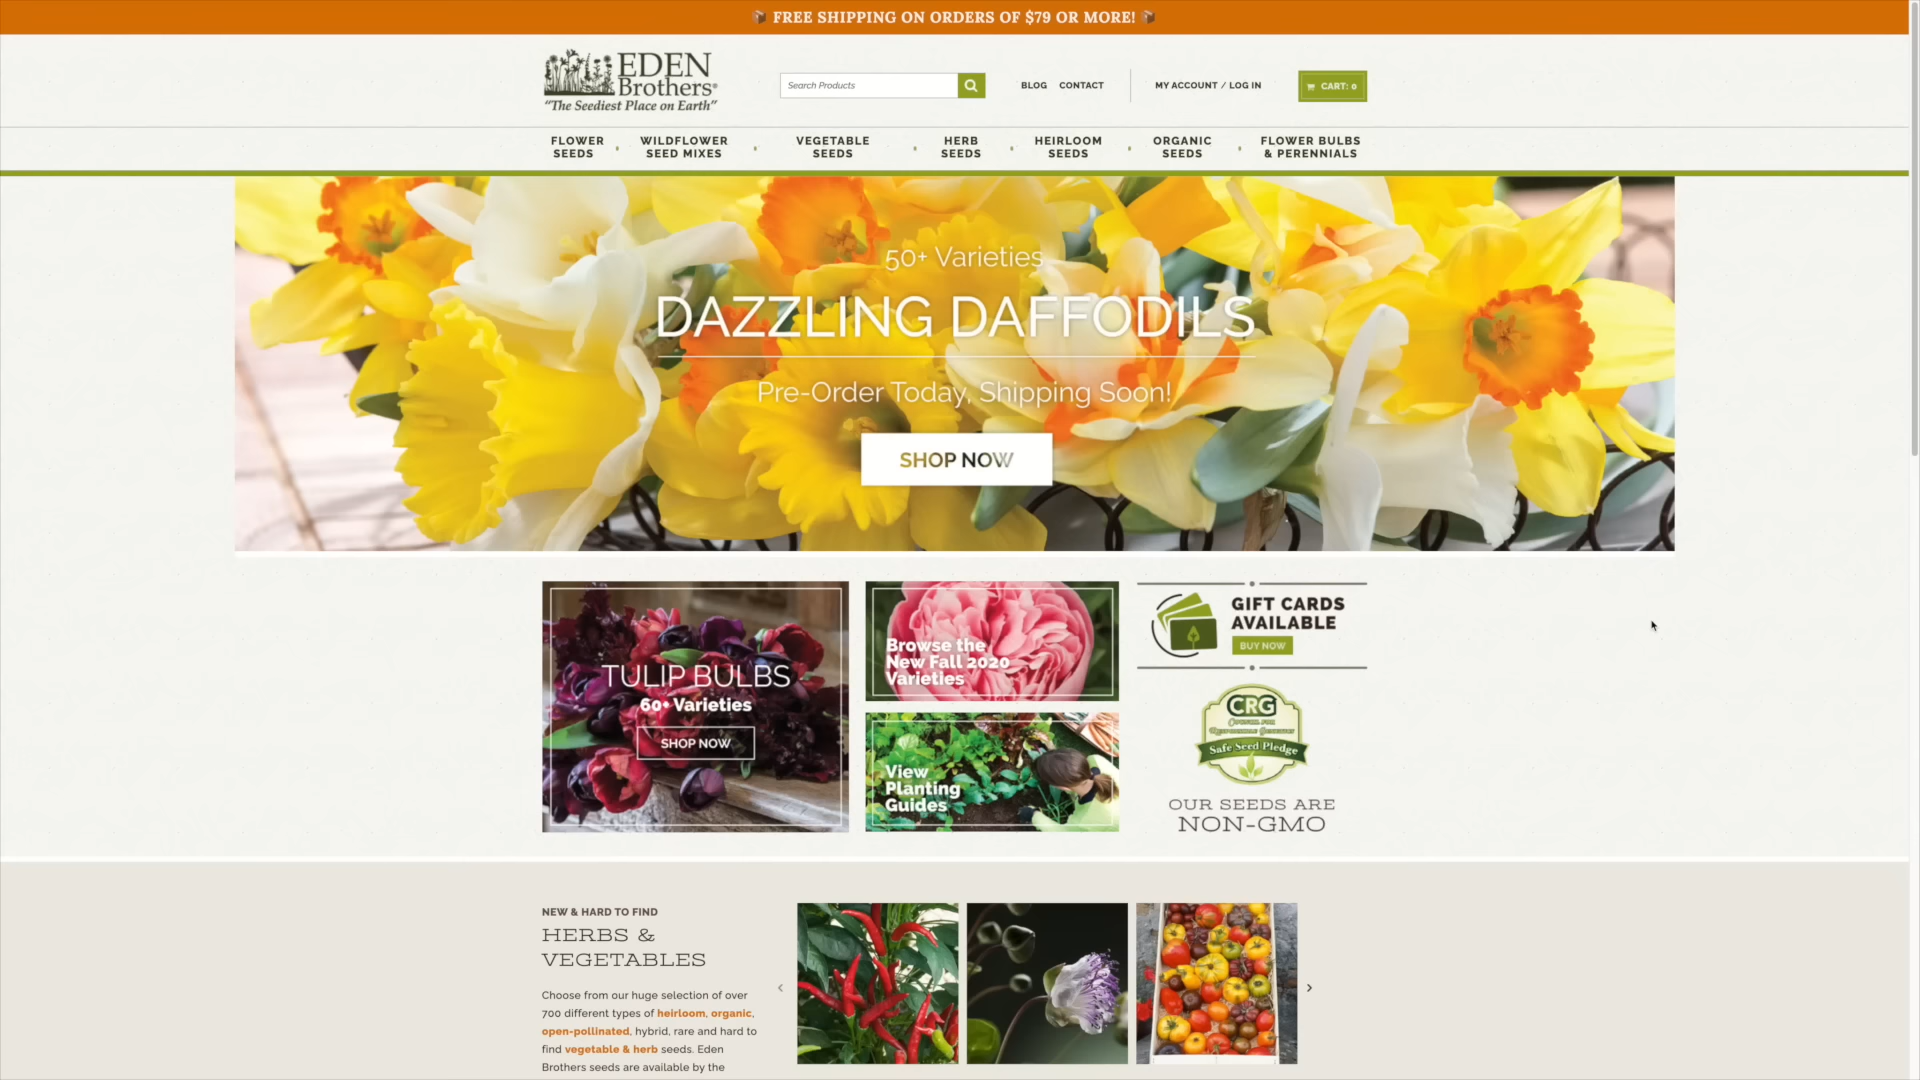 FREE SHIPPING ON ORDERS OF $79 OR MORE!
EDEN
Brothers®
"The Seediest Place on Earth"
Search Products
BLOG
CONTACT
MY ACCOUNT / LOG IN
CART: 0
FLOWER
SEEDS
WILDFLOWER
SEED MIXES
VEGETABLE
SEEDS
HERB
SEEDS
HEIRLOOM
SEEDS
ORGANIC
SEEDS
FLOWER BULBS
& PERENNIALS
50+ Varieties
DAZZLING DAFFODILS
Pre-Order Today, Shipping Soon!
SHOP NOW
TULIP BULBS
60+ Varieties
SHOP NOW
Browse the
New Fall 2020
Varieties
View
Planting
Guides
GIFT CARDS
AVAILABLE
BUY NOW
CRG
Council for
Responsible Genetics
Safe Seed Pledge
OUR SEEDS ARE
NON-GMO
NEW & HARD TO FIND
HERBS &
VEGETABLES
Choose from our huge selection of over
700 different types of heirloom, organic,
open-pollinated, hybrid, rare and hard to
find vegetable & herb seeds. Eden
Brothers seeds are available by the